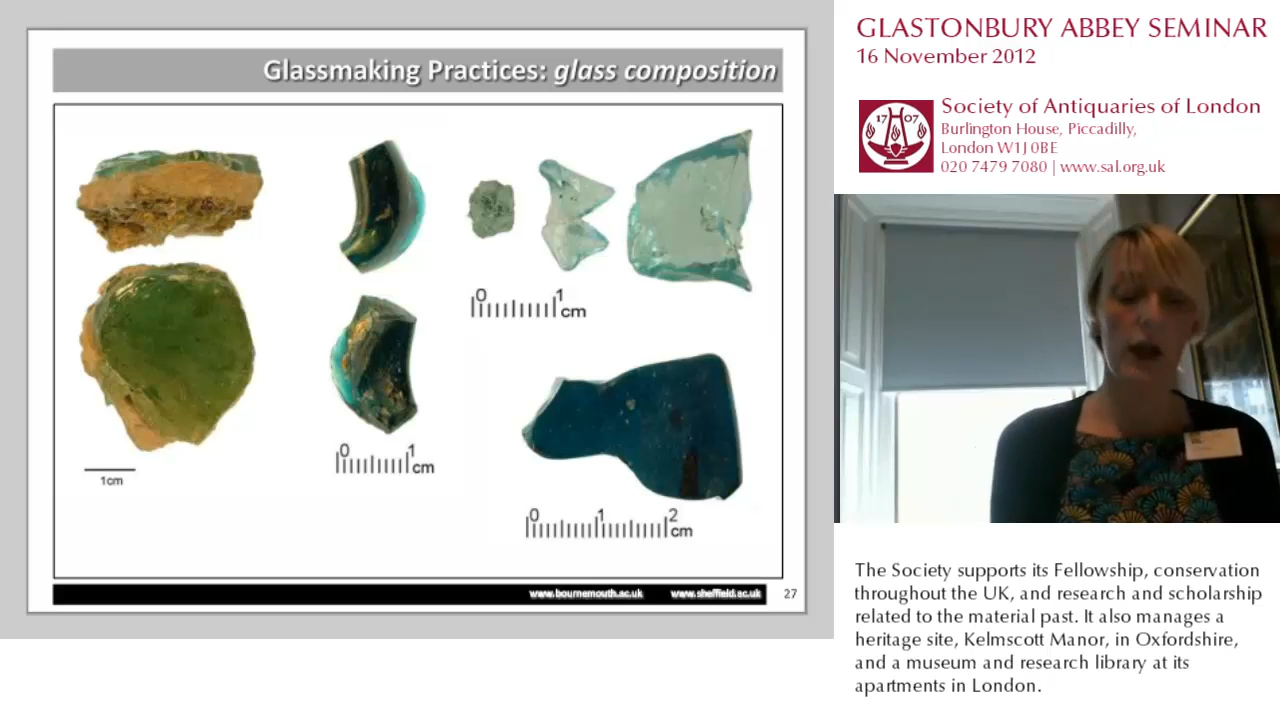 Glassmaking Practices: glass composition
0 1 cm
0 1 cm
1cm
0 1 2 cm
www.bournemouth.ac.uk www.sheffield.ac.uk 27
GLASTONBURY ABBEY SEMINAR
16 November 2012
17 07
Society of Antiquaries of London
Burlington House, Piccadilly,
London W1J 0BE
020 7479 7080 | www.sal.org.uk
The Society supports its Fellowship, conservation
throughout the UK, and research and scholarship
related to the material past. It also manages a
heritage site, Kelmscott Manor, in Oxfordshire,
and a museum and research library at its
apartments in London.